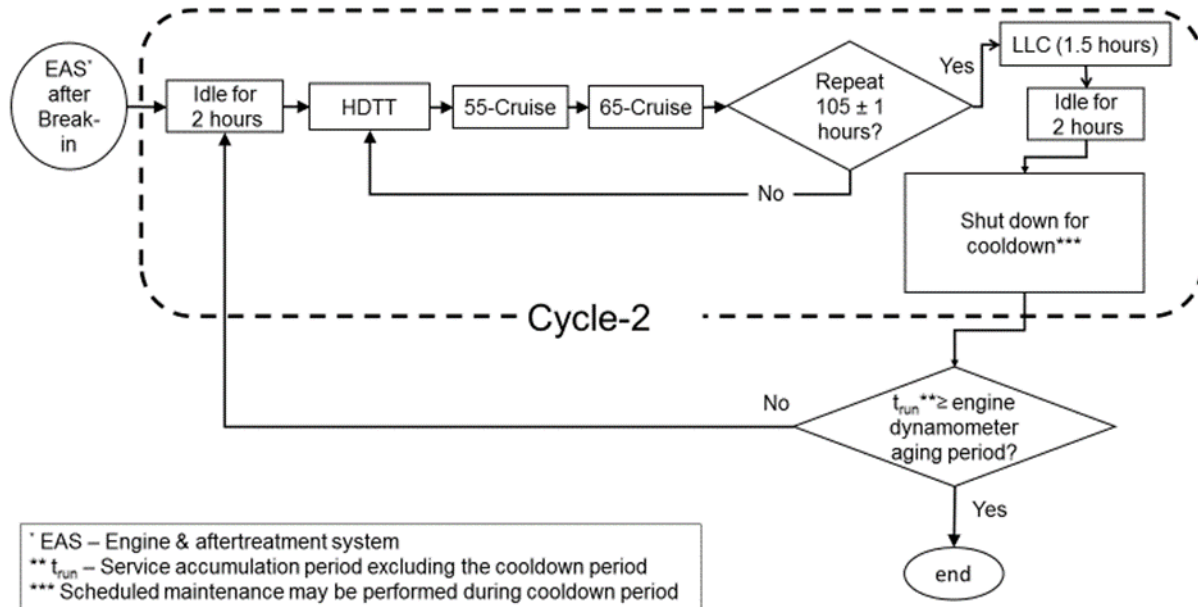 EAS*
after
Break-
in
Idle for
2 hours
HDTT
55-Cruise
65-Cruise
Repeat
105 ± 1
hours?
Yes
No
LLC (1.5 hours)
Idle for
2 hours
Shut down for
cooldown***
Cycle-2
No
t_run**≥ engine
dynamometer
aging period?
Yes
end
* EAS – Engine & aftertreatment system
** t_run – Service accumulation period excluding the cooldown period
*** Scheduled maintenance may be performed during cooldown period